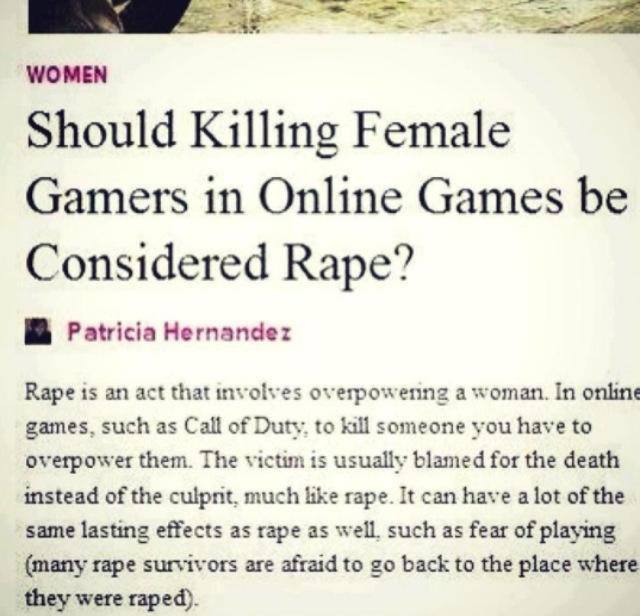 WOMEN
Should Killing Female
Gamers in Online Games be
Considered Rape?
Patricia Hernandez
Rape is an act that involves overpowering a woman. In online
games, such as Call of Duty, to kill someone you have to
overpower them. The victim is usually blamed for the death
instead of the culprit, much like rape. It can have a lot of the
same lasting effects as rape as well, such as fear of playing
(many rape survivors are afraid to go back to the place where
they were raped).